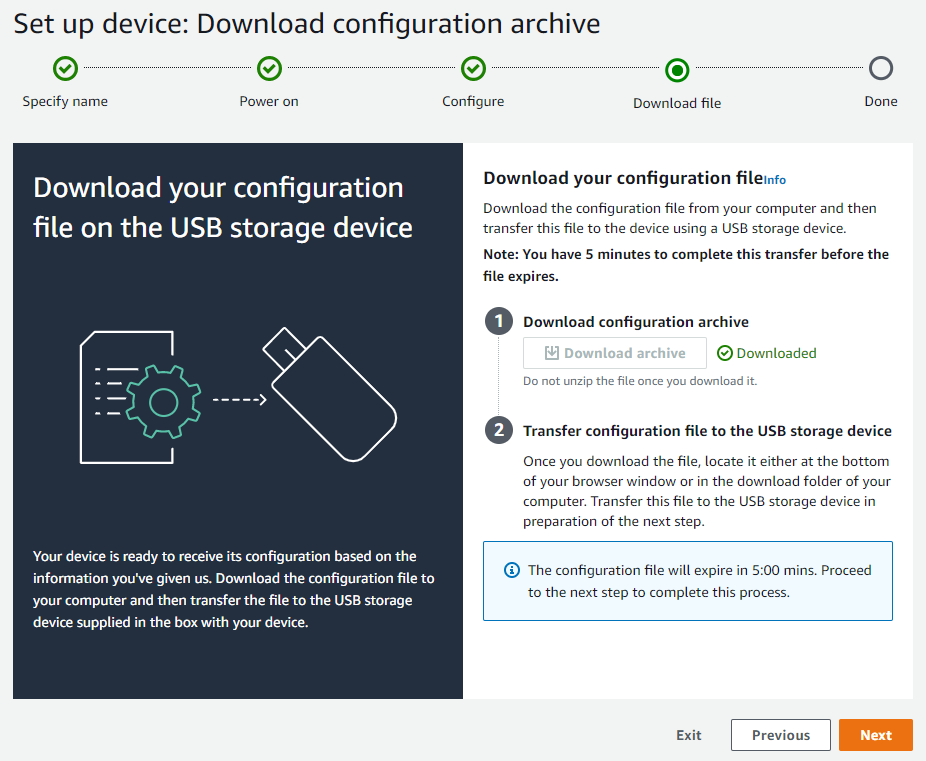 Set up device: Download configuration archive
Specify name
Power on
Configure
Download file
Done
Download your configuration
file on the USB storage device
Your device is ready to receive its configuration based on the
information you've given us. Download the configuration file to
your computer and then transfer the file to the USB storage
device supplied in the box with your device.
Download your configuration file Info
Download the configuration file from your computer and then
transfer this file to the device using a USB storage device.
Note: You have 5 minutes to complete this transfer before the
file expires.
1 Download configuration archive
Download archive Downloaded
Do not unzip the file once you download it.
2 Transfer configuration file to the USB storage device
Once you download the file, locate it either at the bottom
of your browser window or in the download folder of your
computer. Transfer this file to the USB storage device in
preparation of the next step.
The configuration file will expire in 5:00 mins. Proceed
to the next step to complete this process.
Exit Previous Next